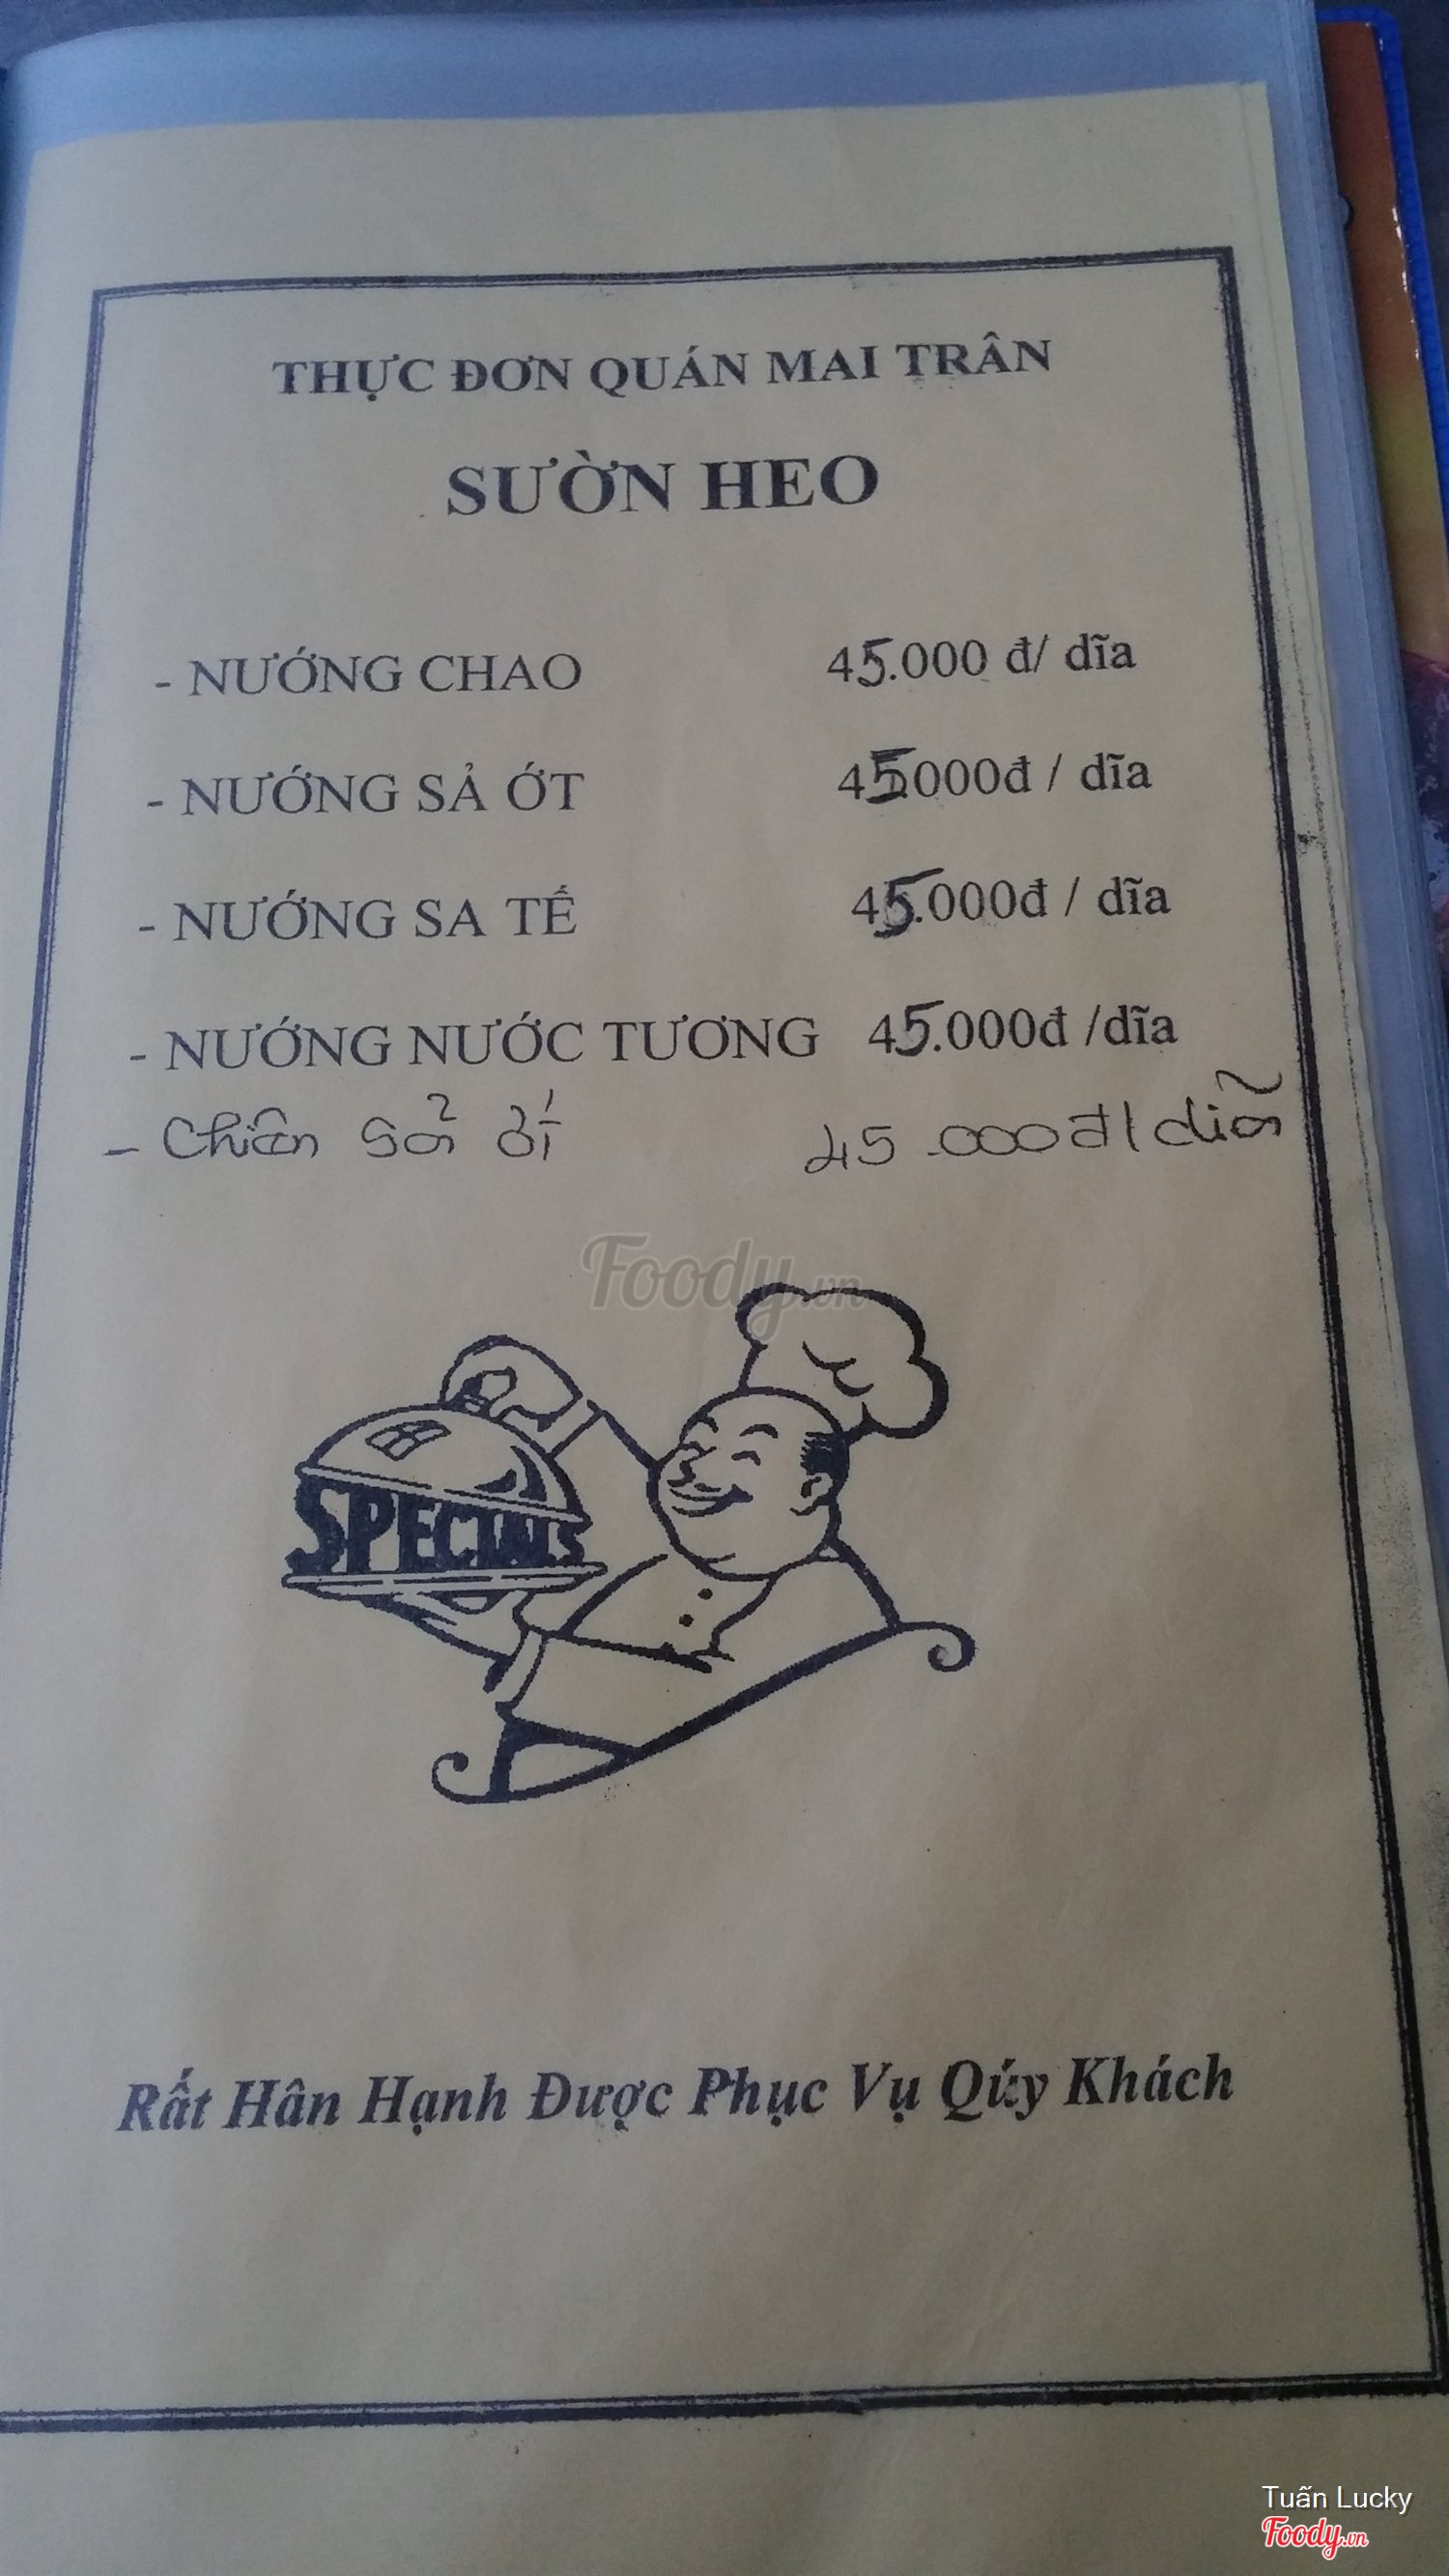 THỰC ĐƠN QUÁN MAI TRÂN
SƯỜN HEO
- NƯỚNG CHAO 45.000 đ/ dĩa
- NƯỚNG SẢ ỚT 45.000đ / dĩa
- NƯỚNG SA TẾ 45.000đ / dĩa
- NƯỚNG NƯỚC TƯƠNG 45.000đ /dĩa
- Chiên sả ớt 45.000đ/ dĩa
Foody.vn
SPECIALS
Rất Hân Hạnh Được Phục Vụ Qúy Khách
Tuấn Lucky
Foody.vn